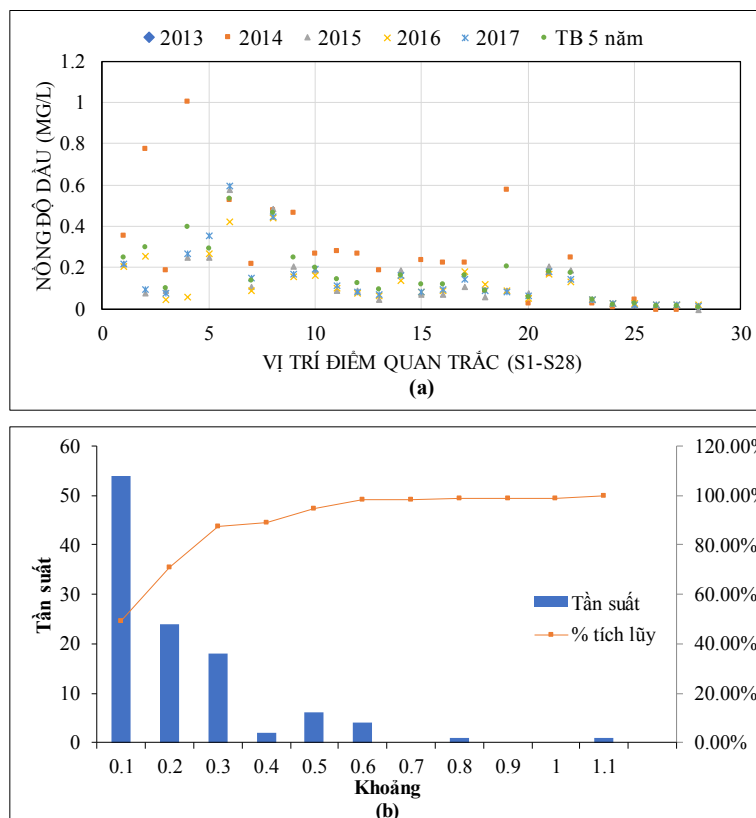 2013 2014 2015 2016 2017 TB 5 năm
1.2
1
0.8
0.6
0.4
0.2
0
NỒNG ĐỘ DẦU (MG/L)
0 5 10 15 20 25 30
VỊ TRÍ ĐIỂM QUAN TRẮC (S1-S28)
(a)
60
50
40
30
20
10
0
Tần suất
120.00%
100.00%
80.00%
60.00%
40.00%
20.00%
0.00%
Tần suất
% tích lũy
0.1 0.2 0.3 0.4 0.5 0.6 0.7 0.8 0.9 1 1.1
Khoảng
(b)